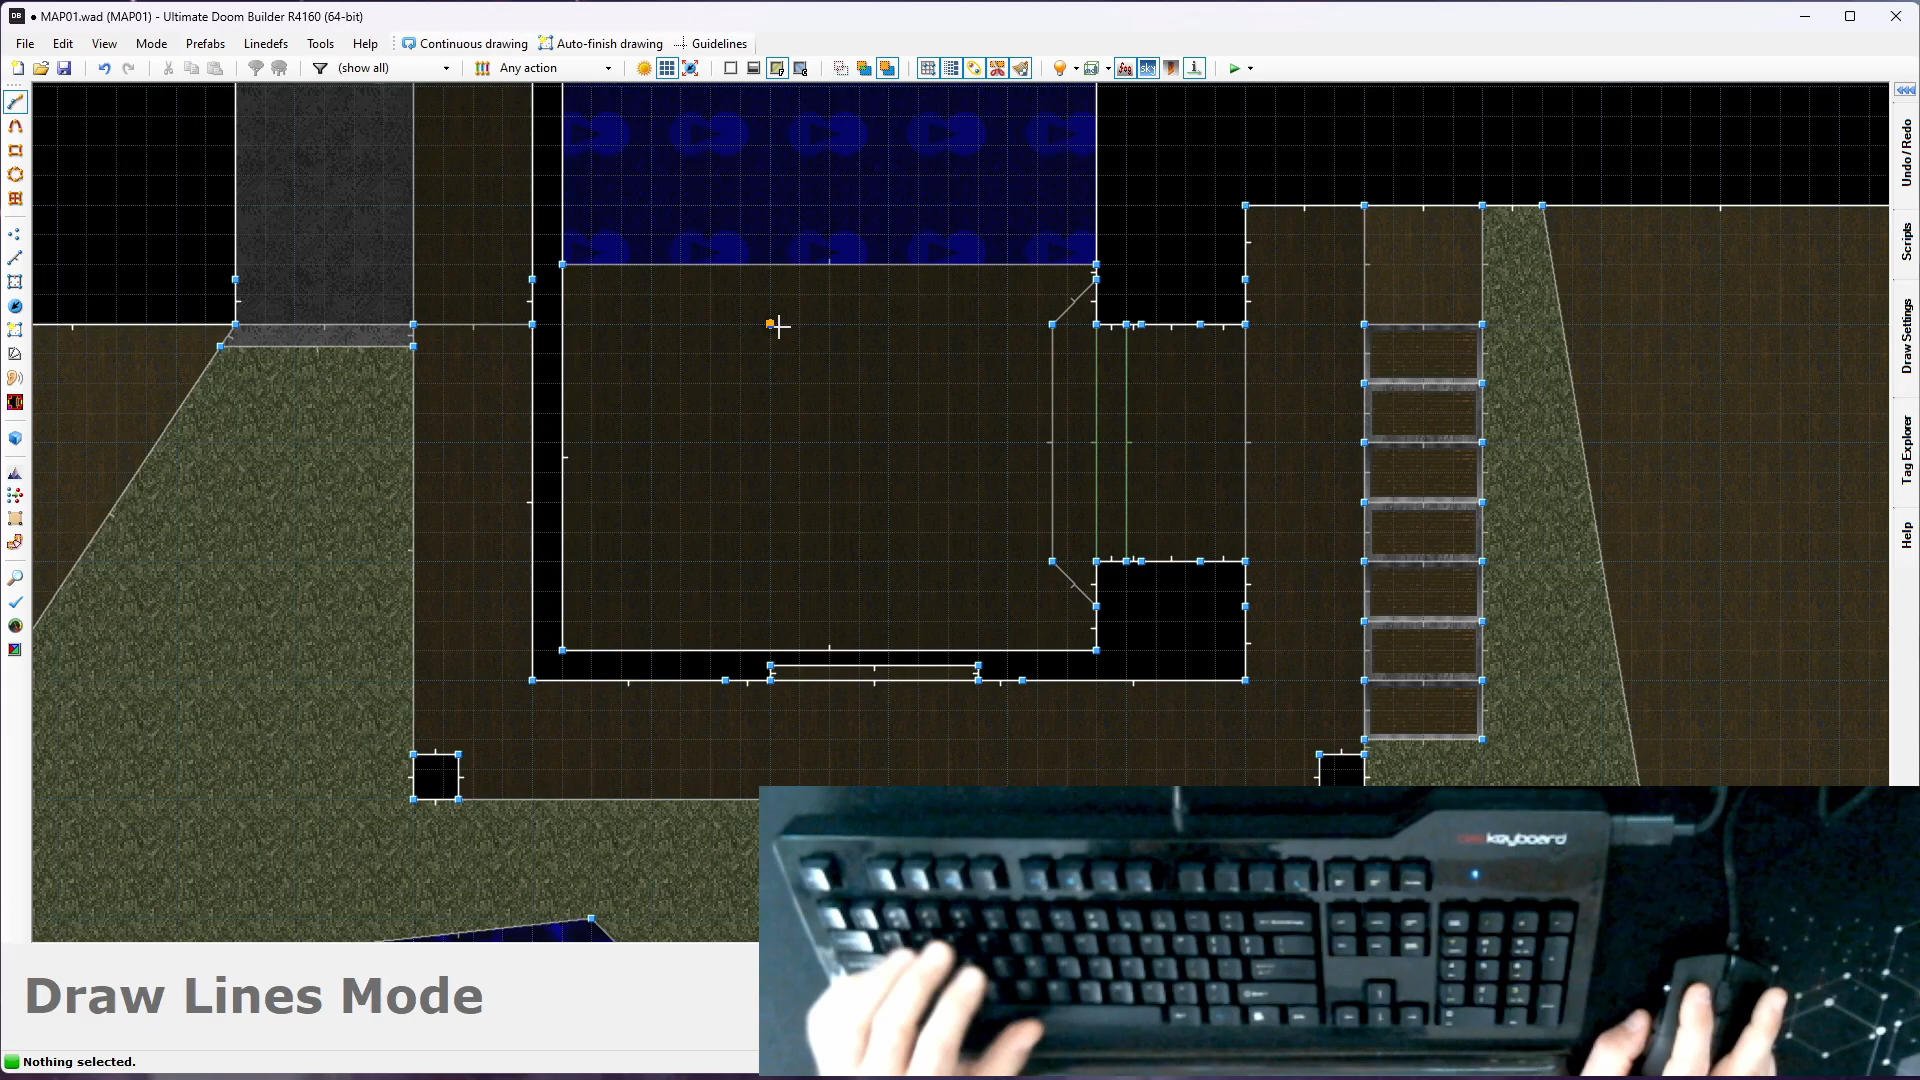 DB • MAP01.wad (MAP01) - Ultimate Doom Builder R4160 (64-bit)
File Edit View Mode Prefabs Linedefs Tools Help Continuous drawing Auto-finish drawing Guidelines
(show all) Any action
Undo / Redo
Scripts
Draw Settings
Tag Explorer
Help
keyboard
Draw Lines Mode
Nothing selected.